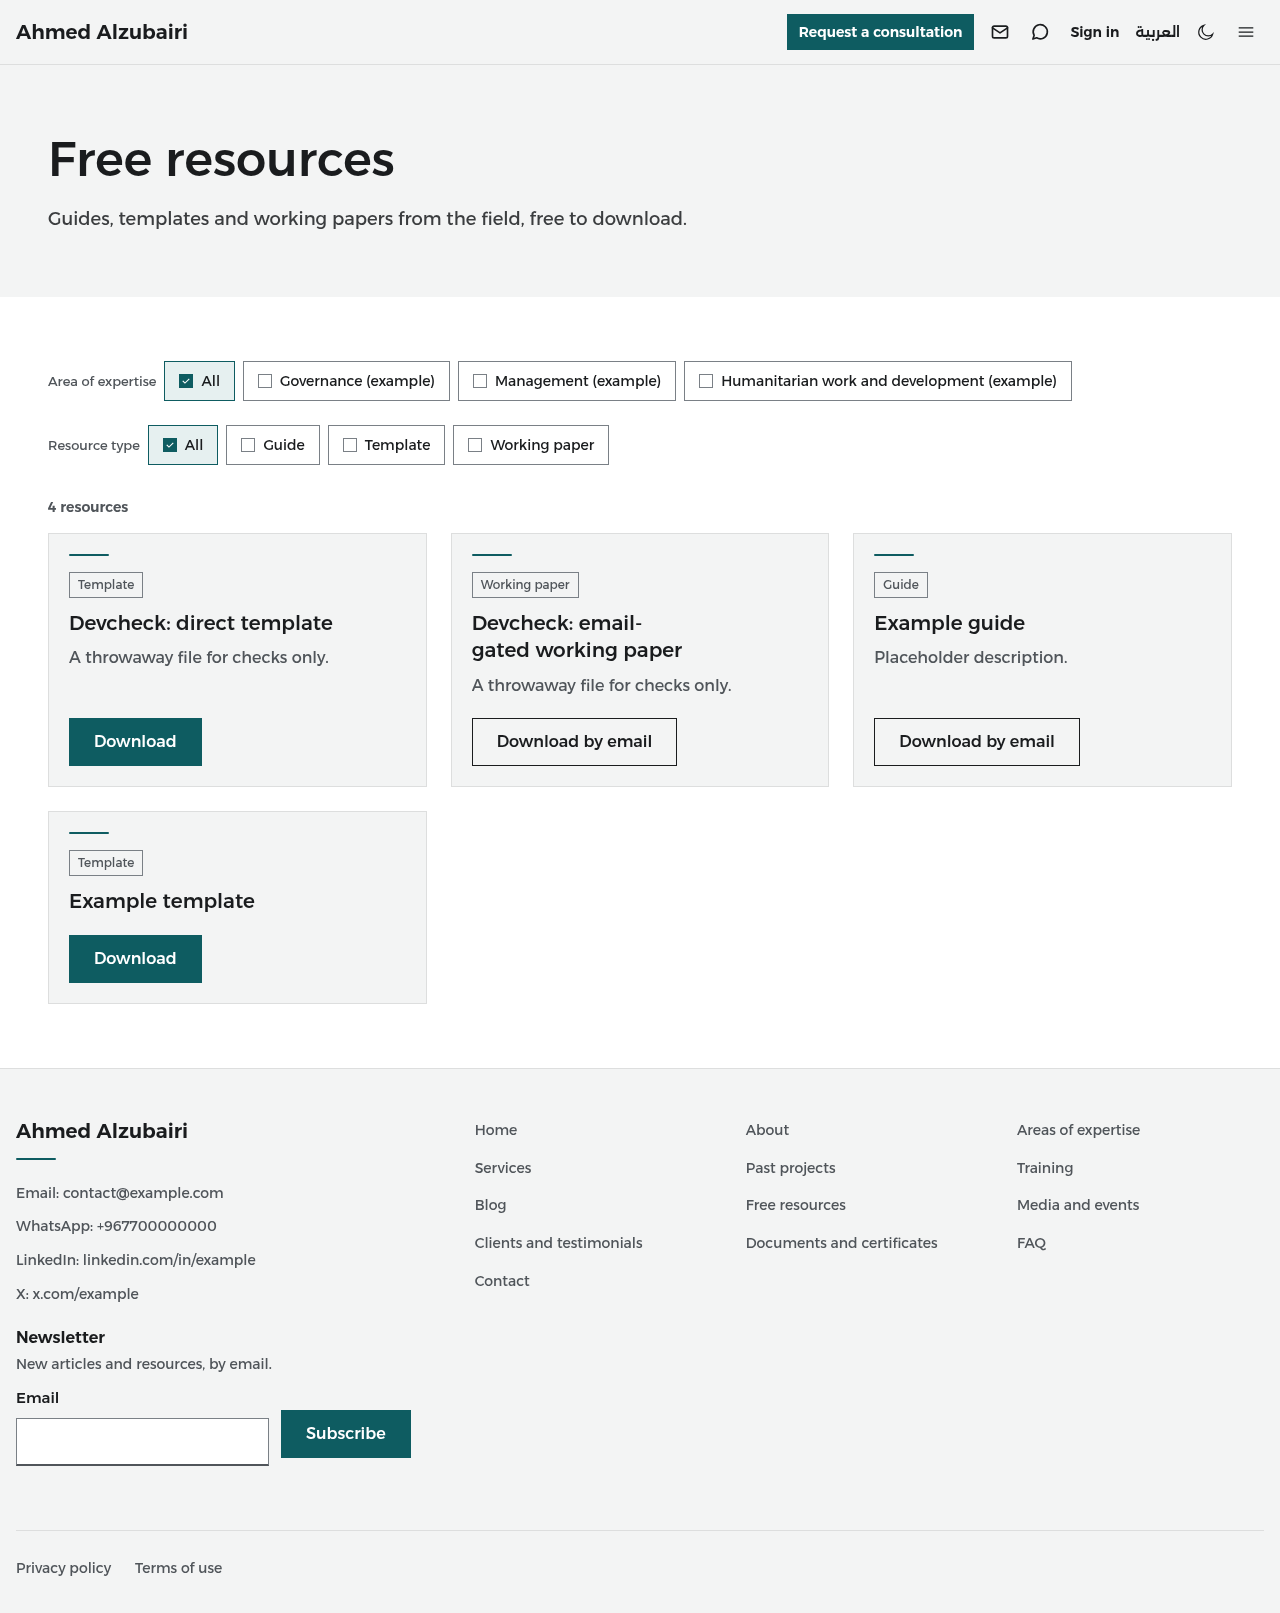 Ahmed Alzubairi
Request a consultation
Sign in
العربية
Free resources
Guides, templates and working papers from the field, free to download.
Area of expertise
All
Governance (example)
Management (example)
Humanitarian work and development (example)
Resource type
All
Guide
Template
Working paper
4 resources
Template
Devcheck: direct template
A throwaway file for checks only.
Download
Working paper
Devcheck: email-
gated working paper
A throwaway file for checks only.
Download by email
Guide
Example guide
Placeholder description.
Download by email
Template
Example template
Download
Ahmed Alzubairi
Email: contact@example.com
WhatsApp: +967700000000
LinkedIn: linkedin.com/in/example
X: x.com/example
Newsletter
New articles and resources, by email.
Email
Subscribe
Home
About
Areas of expertise
Services
Past projects
Training
Blog
Free resources
Media and events
Clients and testimonials
Documents and certificates
FAQ
Contact
Privacy policy
Terms of use